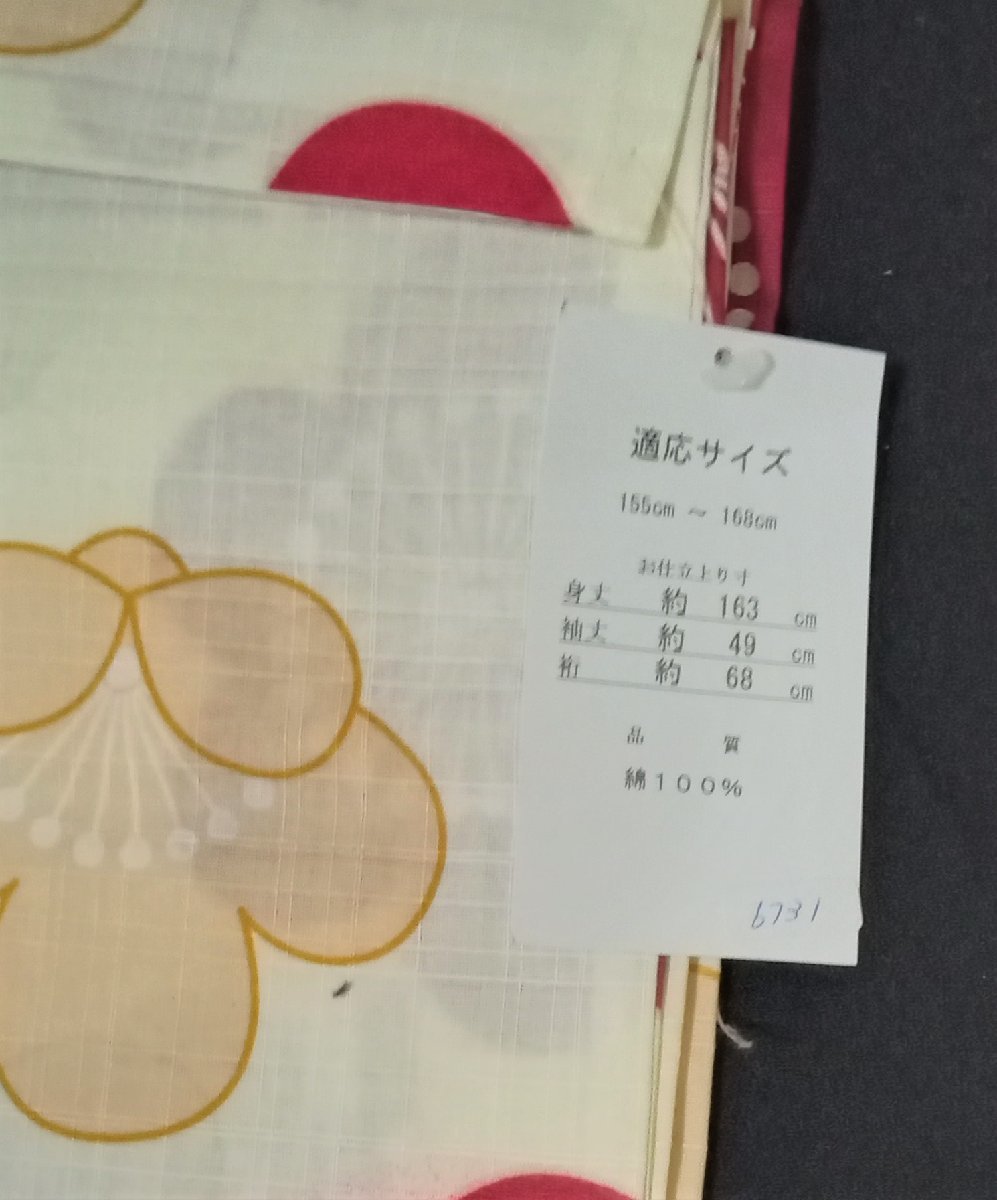 適応サイズ
155cm ～ 168cm
お仕立上り寸
身丈 約 163 cm
袖丈 約 49 cm
裄 約 68 cm
品 質
綿１００％
6731